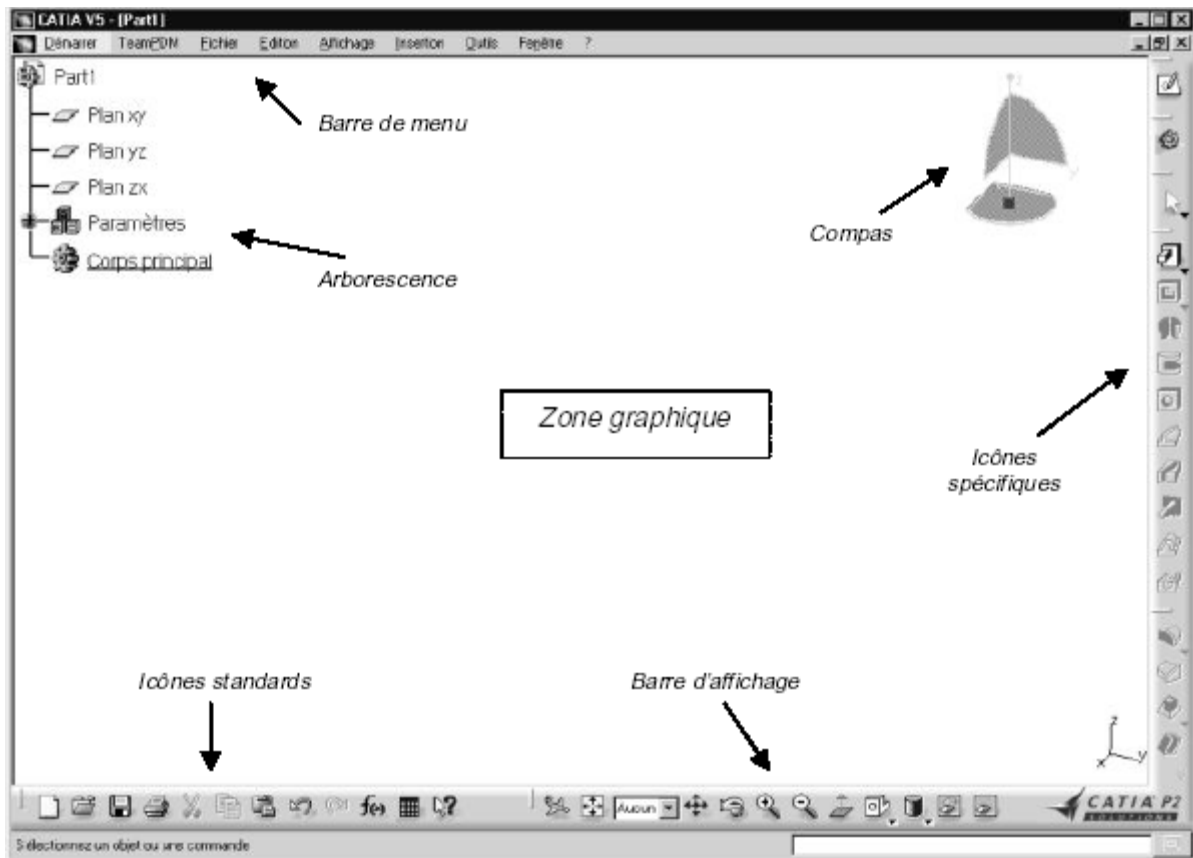 CATIA V5 - [Part1]
Démarrer TeamPDM Fichier Edition Affichage Insertion Outils Fenêtre ?
Part1
Plan xy
Plan yz
Plan zx
Paramètres
Corps principal
Barre de menu
Arborescence
Compas
z
Zone graphique
Icônes
spécifiques
Icônes standards
Barre d'affichage
z
x y
f(x)
Aucun
?
CATIA P2
SOLUTIONS
Sélectionnez un objet ou une commande